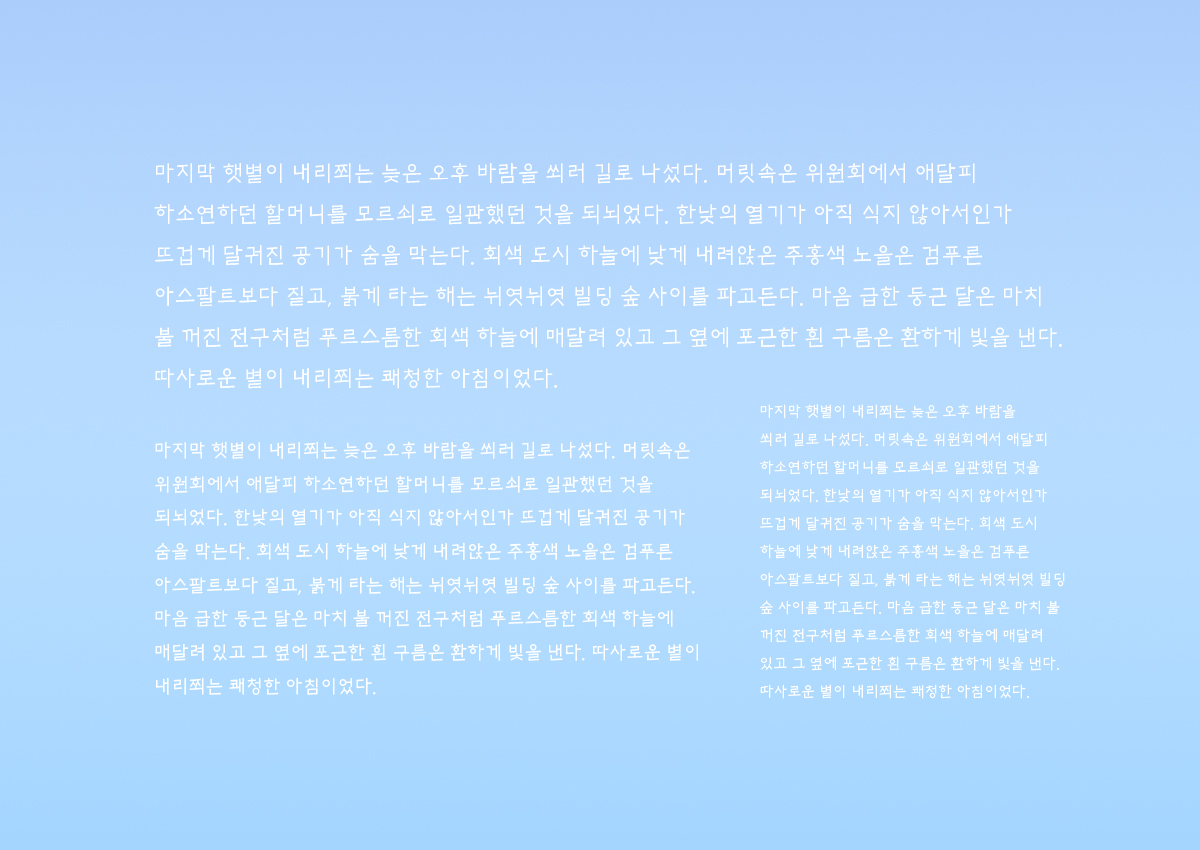 마지막 햇볕이 내리쬐는 늦은 오후 바람을 쐬러 길로 나섰다. 머릿속은 위원회에서 애달피
하소연하던 할머니를 모르쇠로 일관했던 것을 되뇌었다. 한낮의 열기가 아직 식지 않아서인가
뜨겁게 달궈진 공기가 숨을 막는다. 회색 도시 하늘에 낮게 내려앉은 주홍색 노을은 검푸른
아스팔트보다 질고, 붉게 타는 해는 뉘엿뉘엿 빌딩 숲 사이를 파고든다. 마음 급한 둥근 달은 마치
불 꺼진 전구처럼 푸르스름한 회색 하늘에 매달려 있고 그 옆에 포근한 흰 구름은 환하게 빛을 낸다.
따사로운 볕이 내리쬐는 쾌청한 아침이었다.
마지막 햇볕이 내리쬐는 늦은 오후 바람을 쐬러 길로 나섰다. 머릿속은
위원회에서 애달피 하소연하던 할머니를 모르쇠로 일관했던 것을
되뇌었다. 한낮의 열기가 아직 식지 않아서인가 뜨겁게 달궈진 공기가
숨을 막는다. 회색 도시 하늘에 낮게 내려앉은 주홍색 노을은 검푸른
아스팔트보다 질고, 붉게 타는 해는 뉘엿뉘엿 빌딩 숲 사이를 파고든다.
마음 급한 둥근 달은 마치 불 꺼진 전구처럼 푸르스름한 회색 하늘에
매달려 있고 그 옆에 포근한 흰 구름은 환하게 빛을 낸다. 따사로운 볕이
내리쬐는 쾌청한 아침이었다.
마지막 햇볕이 내리쬐는 늦은 오후 바람을
쐬러 길로 나섰다. 머릿속은 위원회에서 애달피
하소연하던 할머니를 모르쇠로 일관했던 것을
되뇌었다. 한낮의 열기가 아직 식지 않아서인가
뜨겁게 달궈진 공기가 숨을 막는다. 회색 도시
하늘에 낮게 내려앉은 주홍색 노을은 검푸른
아스팔트보다 질고, 붉게 타는 해는 뉘엿뉘엿 빌딩
숲 사이를 파고든다. 마음 급한 둥근 달은 마치 불
꺼진 전구처럼 푸르스름한 회색 하늘에 매달려
있고 그 옆에 포근한 흰 구름은 환하게 빛을 낸다.
따사로운 볕이 내리쬐는 쾌청한 아침이었다.